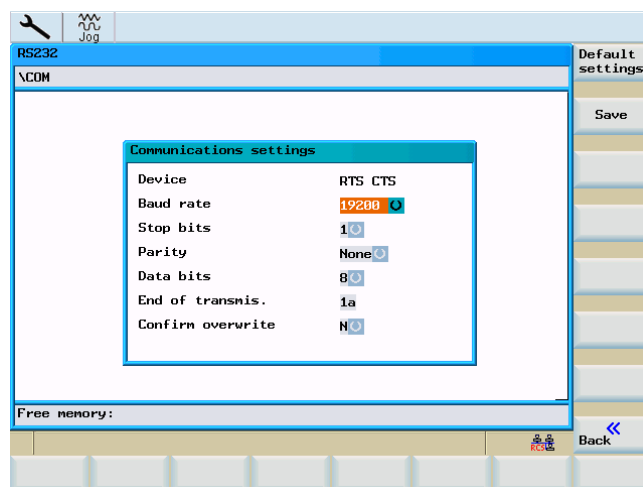 Jog
RS232
Default settings
\COM
Save
Communications settings
Device RTS CTS
Baud rate 19200
Stop bits 1
Parity None
Data bits 8
End of transmis. 1a
Confirm overwrite N
Free memory:
RCS
Back